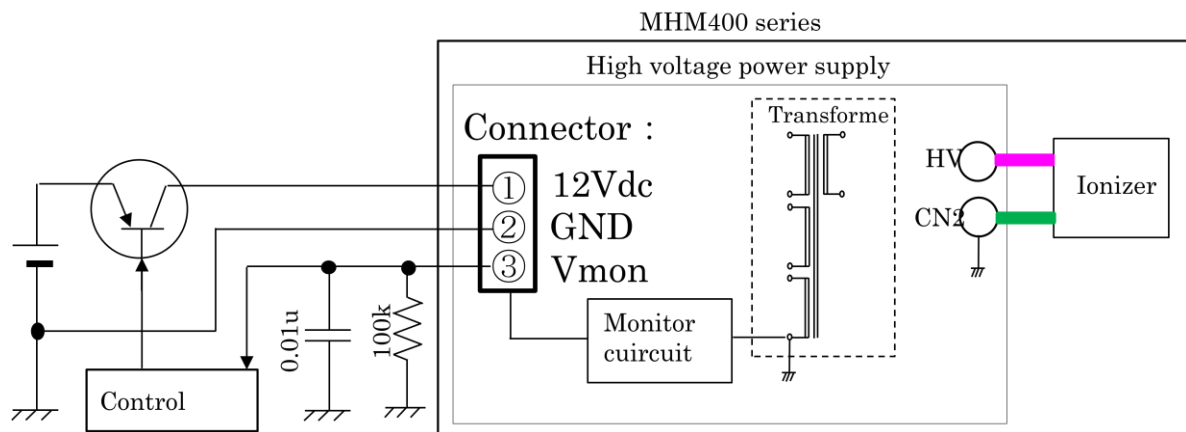 MHM400 series
High voltage power supply
Transforme
Connector :
① 12Vdc
② GND
③ Vmon
HV
CN2
Ionizer
Monitor
cuircuit
0.01u
100k
Control